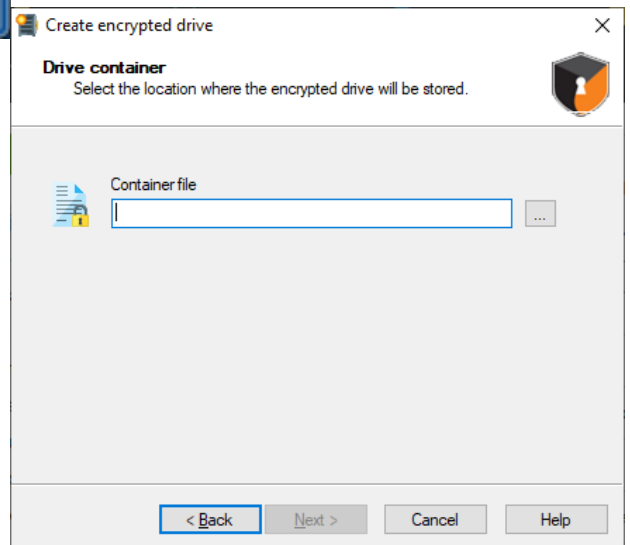 Create encrypted drive
Drive container
Select the location where the encrypted drive will be stored.
Container file
...
< Back
Next >
Cancel
Help